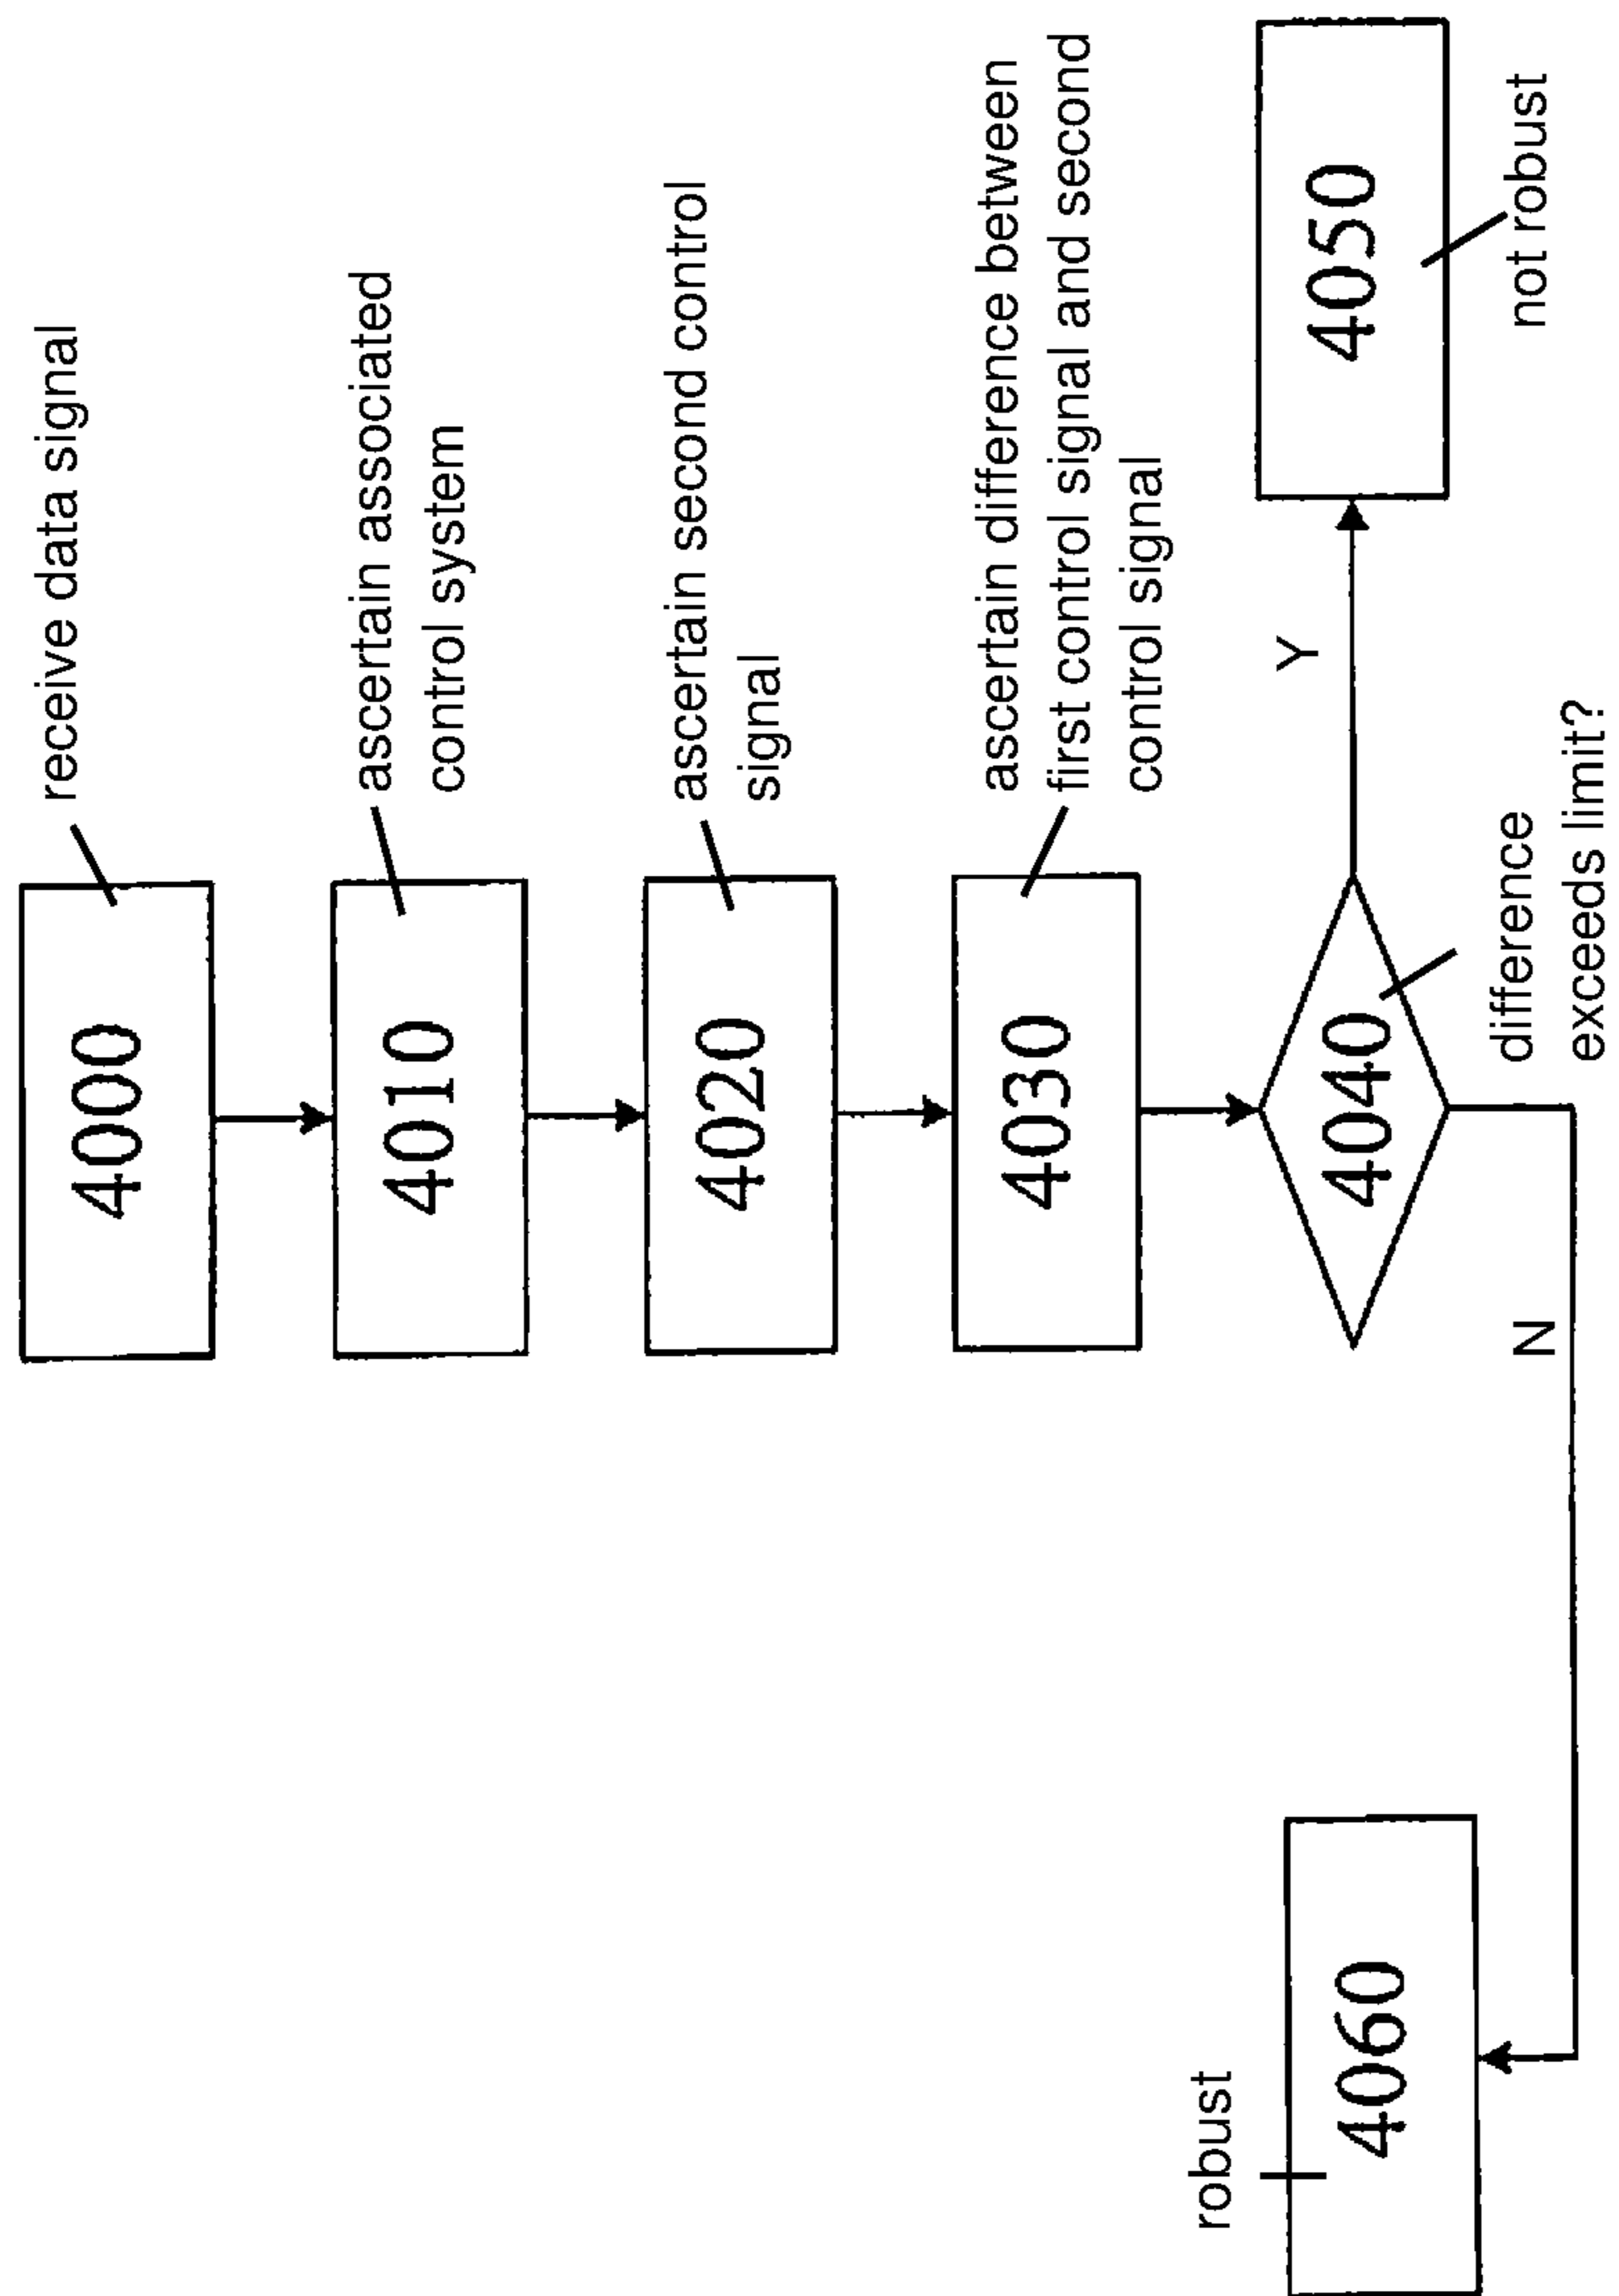 4000
receive data signal
4010
ascertain associated
control system
4020
ascertain second control
signal
4030
ascertain difference between
first control signal and second
control signal
4040
difference
exceeds limit?
Y
4050
not robust
N
robust
4060